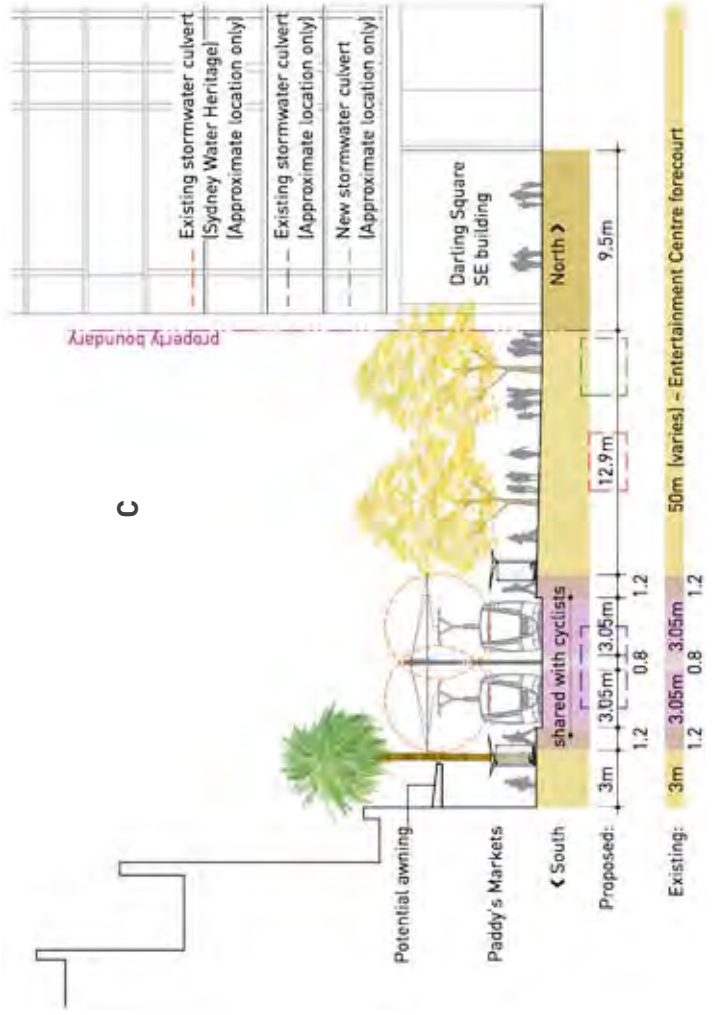 C
property boundary
Existing stormwater culvert
(Sydney Water Heritage)
(Approximate location only)
Existing stormwater culvert
(Approximate location only)
New stormwater culvert
(Approximate location only)
Darling Square
SE building
Potential awning
Paddy's Markets
< South
shared with cyclists
North >
Proposed:
3m
1.2
3.05m
0.8
3.05m
1.2
12.9m
9.5m
Existing:
3m
1.2
3.05m
0.8
3.05m
1.2
50m (varies) – Entertainment Centre forecourt